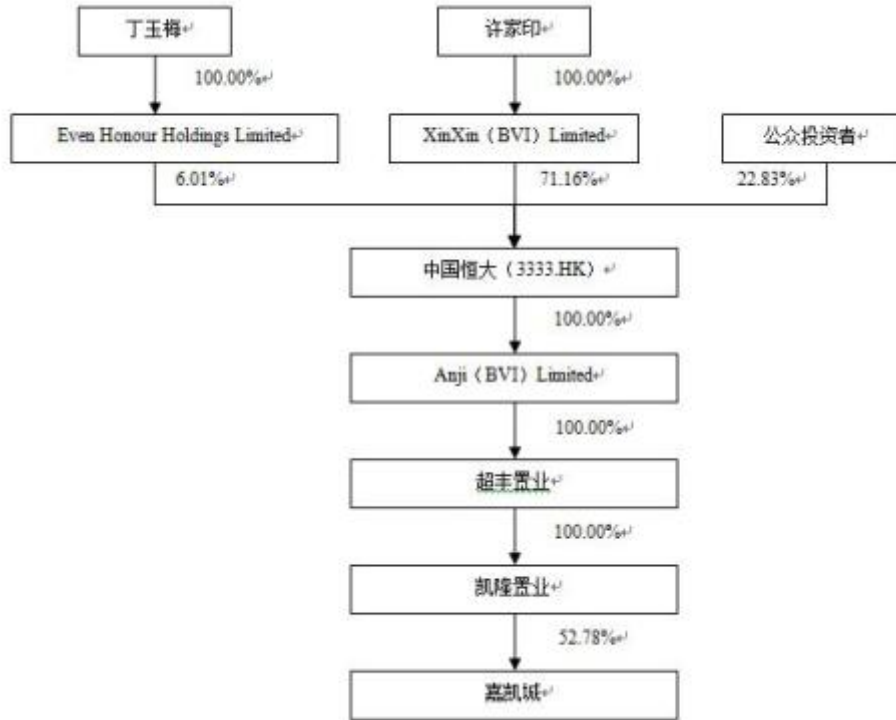 丁玉梅
许家印
100.00%
100.00%
Even Honour Holdings Limited
XinXin（BVI）Limited
公众投资者
6.01%
71.16%
22.83%
中国恒大（3333.HK）
100.00%
Anji（BVI）Limited
100.00%
超丰置业
100.00%
凯隆置业
52.78%
嘉凯城